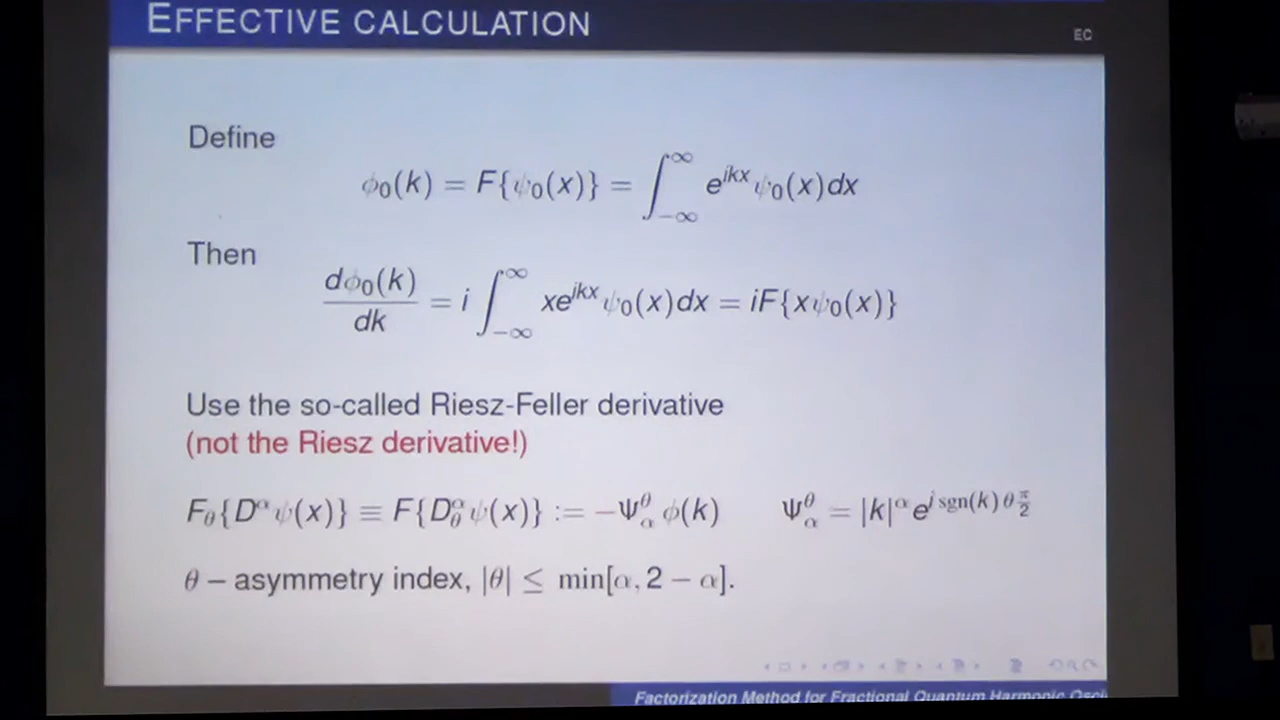 EFFECTIVE CALCULATION
EC
Define
ϕ₀(k) = F{ψ₀(x)} = ∫_{−∞}^{∞} e^{ikx} ψ₀(x)dx
Then
dϕ₀(k)/dk = i ∫_{−∞}^{∞} xe^{ikx} ψ₀(x)dx = iF{xψ₀(x)}
Use the so-called Riesz-Feller derivative
(not the Riesz derivative!)
F_θ{D^α ψ(x)} ≡ F{D_θ^α ψ(x)} := −Ψ_α^θ ϕ(k) Ψ_α^θ = |k|^α e^{i sgn(k) θ π/2}
θ – asymmetry index, |θ| ≤ min[α, 2 − α].
Factorization Method for Fractional Quantum Harmonic Osci